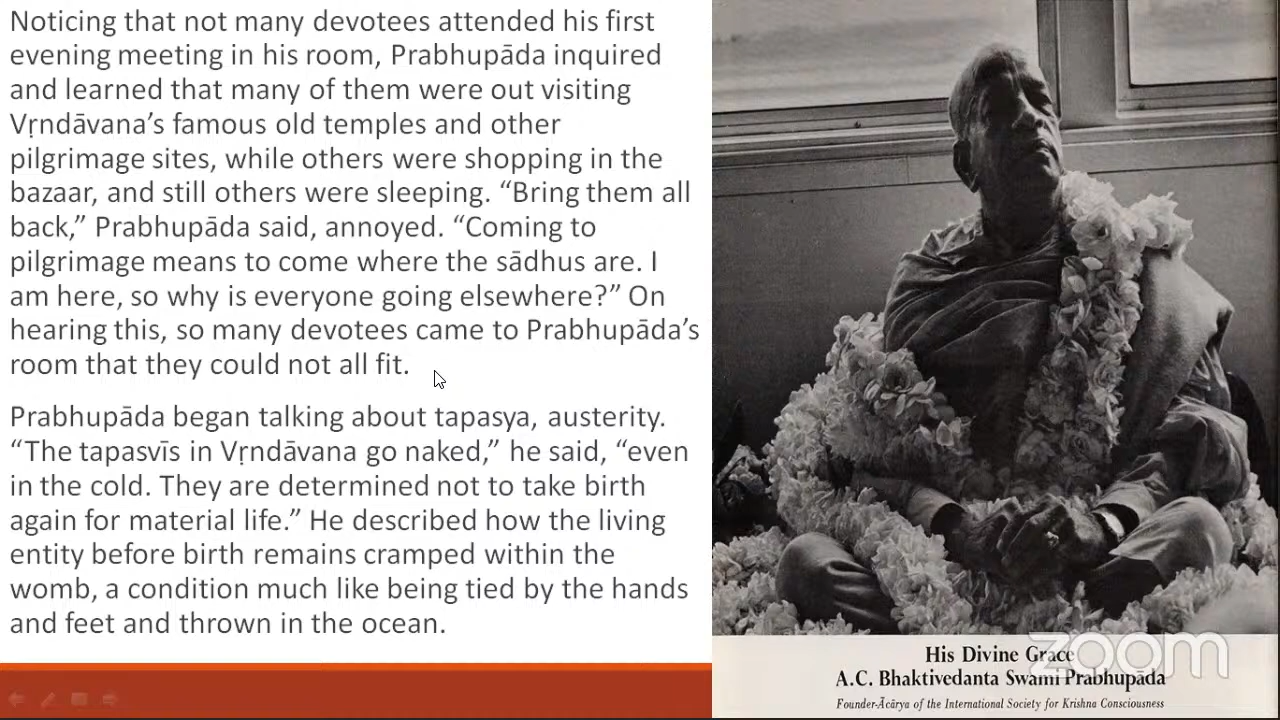 Noticing that not many devotees attended his first
evening meeting in his room, Prabhupāda inquired
and learned that many of them were out visiting
Vṛndāvana’s famous old temples and other
pilgrimage sites, while others were shopping in the
bazaar, and still others were sleeping. “Bring them all
back,” Prabhupāda said, annoyed. “Coming to
pilgrimage means to come where the sādhus are. I
am here, so why is everyone going elsewhere?” On
hearing this, so many devotees came to Prabhupāda’s
room that they could not all fit.
Prabhupāda began talking about tapasya, austerity.
“The tapasvīs in Vṛndāvana go naked,” he said, “even
in the cold. They are determined not to take birth
again for material life.” He described how the living
entity before birth remains cramped within the
womb, a condition much like being tied by the hands
and feet and thrown in the ocean.
His Divine Grace
A.C. Bhaktivedanta Swami Prabhupāda
Founder-Ācārya of the International Society for Krishna Consciousness
zoom